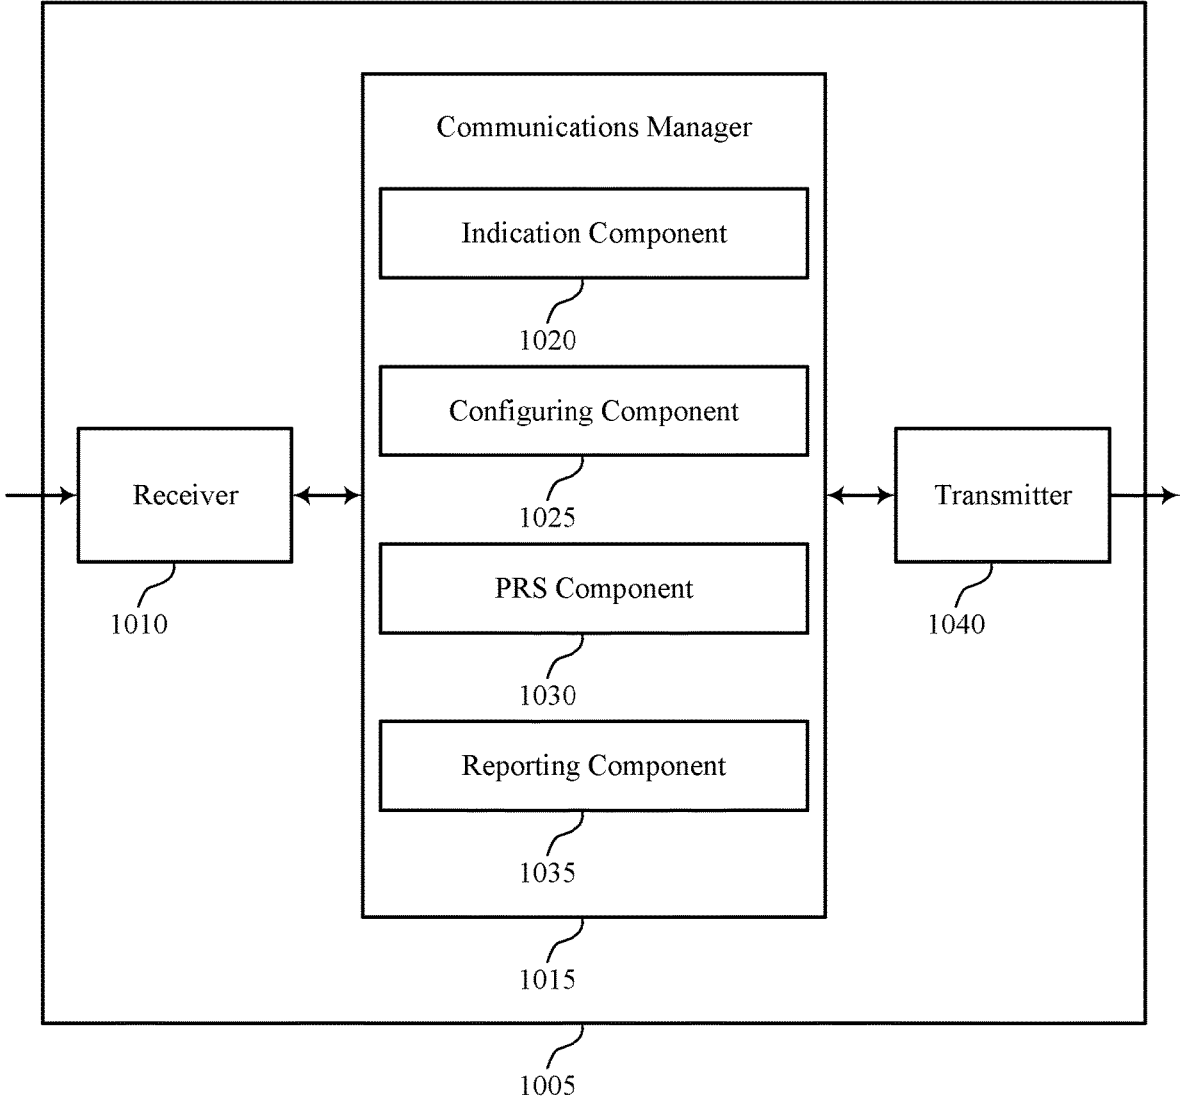 Communications Manager
Indication Component
1020
Configuring Component
1025
Receiver
1010
Transmitter
1040
PRS Component
1030
Reporting Component
1035
1015
1005